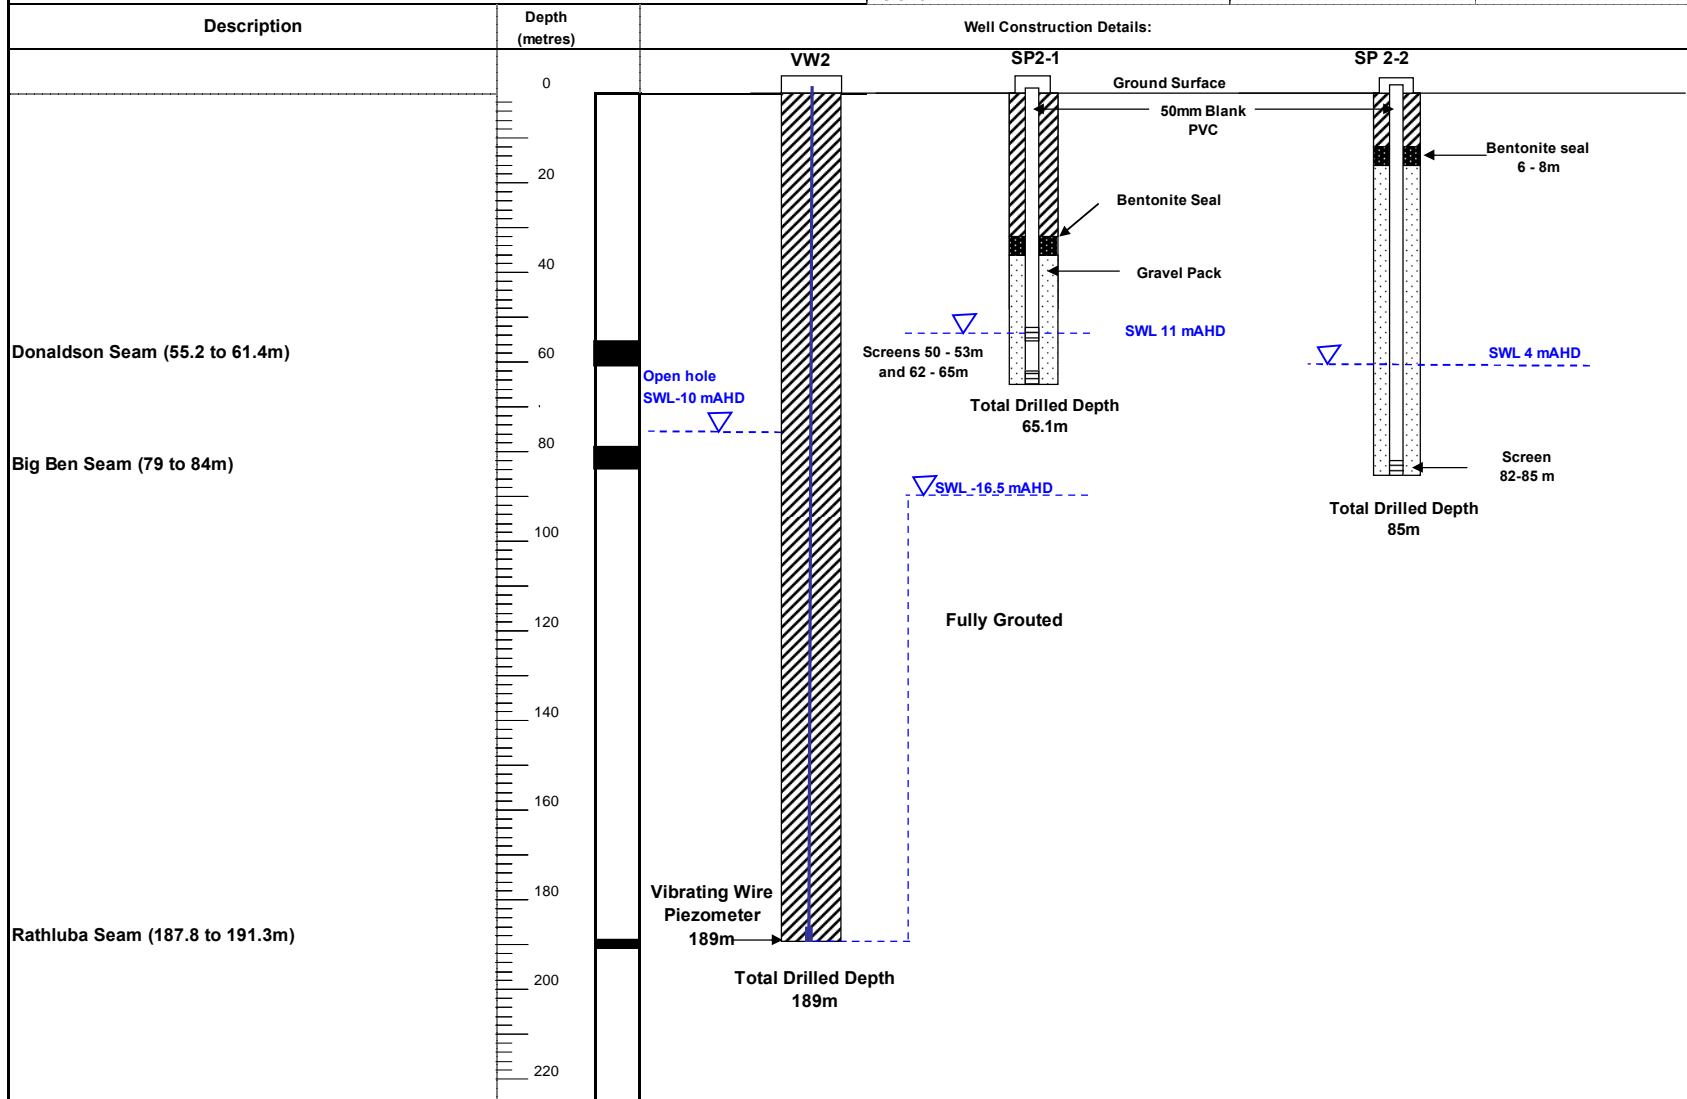 Description
Depth
(metres)
Well Construction Details:
VW2
SP2-1
SP 2-2
0
Ground Surface
50mm Blank
PVC
Bentonite seal
6 - 8m
20
Bentonite Seal
40
Gravel Pack
SWL 11 mAHD
Donaldson Seam (55.2 to 61.4m)
60
Screens 50 - 53m
and 62 - 65m
SWL 4 mAHD
Open hole
SWL-10 mAHD
Total Drilled Depth
65.1m
80
Big Ben Seam (79 to 84m)
Screen
82-85 m
SWL -16.5 mAHD
Total Drilled Depth
85m
100
120
Fully Grouted
140
160
180
Vibrating Wire
Piezometer
189m
Rathluba Seam (187.8 to 191.3m)
200
Total Drilled Depth
189m
220